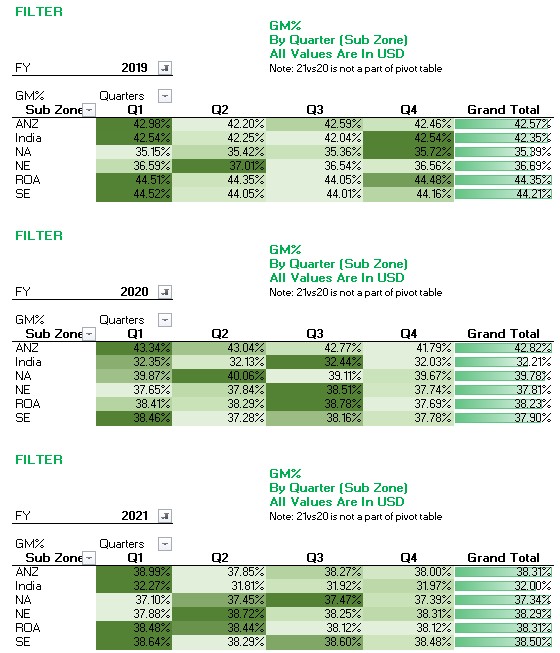 FILTER
GM%
By Quarter (Sub Zone)
All Values Are In USD
FY 2019 Note: 21vs20 is not a part of pivot table
GM% Quarters
Sub Zone Q1 Q2 Q3 Q4 Grand Total
ANZ 42.98% 42.20% 42.59% 42.46% 42.57%
India 42.54% 42.25% 42.04% 42.54% 42.35%
NA 35.15% 35.42% 35.36% 35.72% 35.39%
NE 36.59% 37.01% 36.54% 36.56% 36.69%
ROA 44.51% 44.35% 44.05% 44.48% 44.35%
SE 44.52% 44.05% 44.01% 44.16% 44.21%
FILTER
GM%
By Quarter (Sub Zone)
All Values Are In USD
FY 2020 Note: 21vs20 is not a part of pivot table
GM% Quarters
Sub Zone Q1 Q2 Q3 Q4 Grand Total
ANZ 43.34% 43.04% 42.77% 41.79% 42.82%
India 32.35% 32.13% 32.44% 32.03% 32.21%
NA 39.87% 40.06% 39.11% 39.67% 39.78%
NE 37.65% 37.84% 38.51% 37.74% 37.81%
ROA 38.41% 38.29% 38.78% 37.69% 38.23%
SE 38.46% 37.28% 38.16% 37.78% 37.90%
FILTER
GM%
By Quarter (Sub Zone)
All Values Are In USD
FY 2021 Note: 21vs20 is not a part of pivot table
GM% Quarters
Sub Zone Q1 Q2 Q3 Q4 Grand Total
ANZ 38.99% 37.85% 38.27% 38.00% 38.31%
India 32.27% 31.81% 31.92% 31.97% 32.00%
NA 37.10% 37.45% 37.47% 37.39% 37.34%
NE 37.88% 38.72% 38.25% 38.31% 38.29%
ROA 38.48% 38.44% 38.12% 38.12% 38.31%
SE 38.64% 38.29% 38.60% 38.48% 38.50%